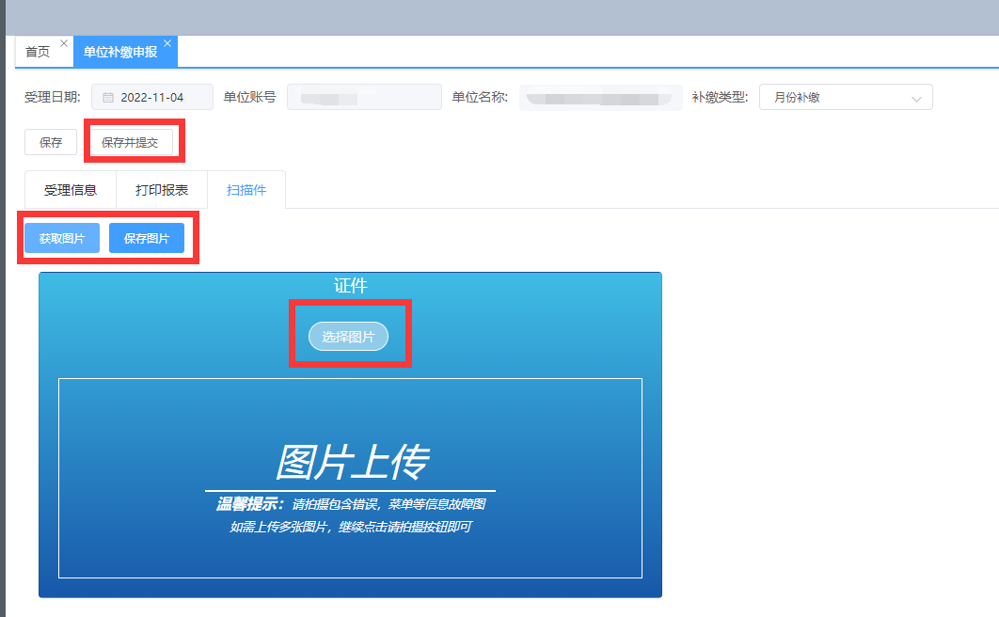 首页 单位补缴申报
受理日期: 2022-11-04 单位账号 单位名称: 补缴类型: 月份补缴
保存 保存并提交
受理信息 打印报表 扫描件
获取图片 保存图片
证件
选择图片
图片上传
温馨提示：请拍摄包含错误，菜单等信息故障图
如需上传多张图片，继续点击请拍摄按钮即可